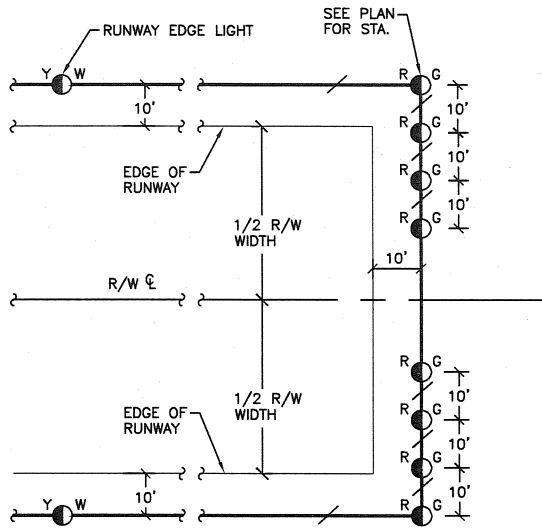 SEE PLAN
FOR STA.
RUNWAY EDGE LIGHT
Y W
R G
10'
10'
R G
EDGE OF
RUNWAY
10'
R G
10'
R G
1/2 R/W
WIDTH
10'
R/W ℄
R G
10'
1/2 R/W
WIDTH
R G
EDGE OF
RUNWAY
10'
R G
10'
10'
Y W
R G